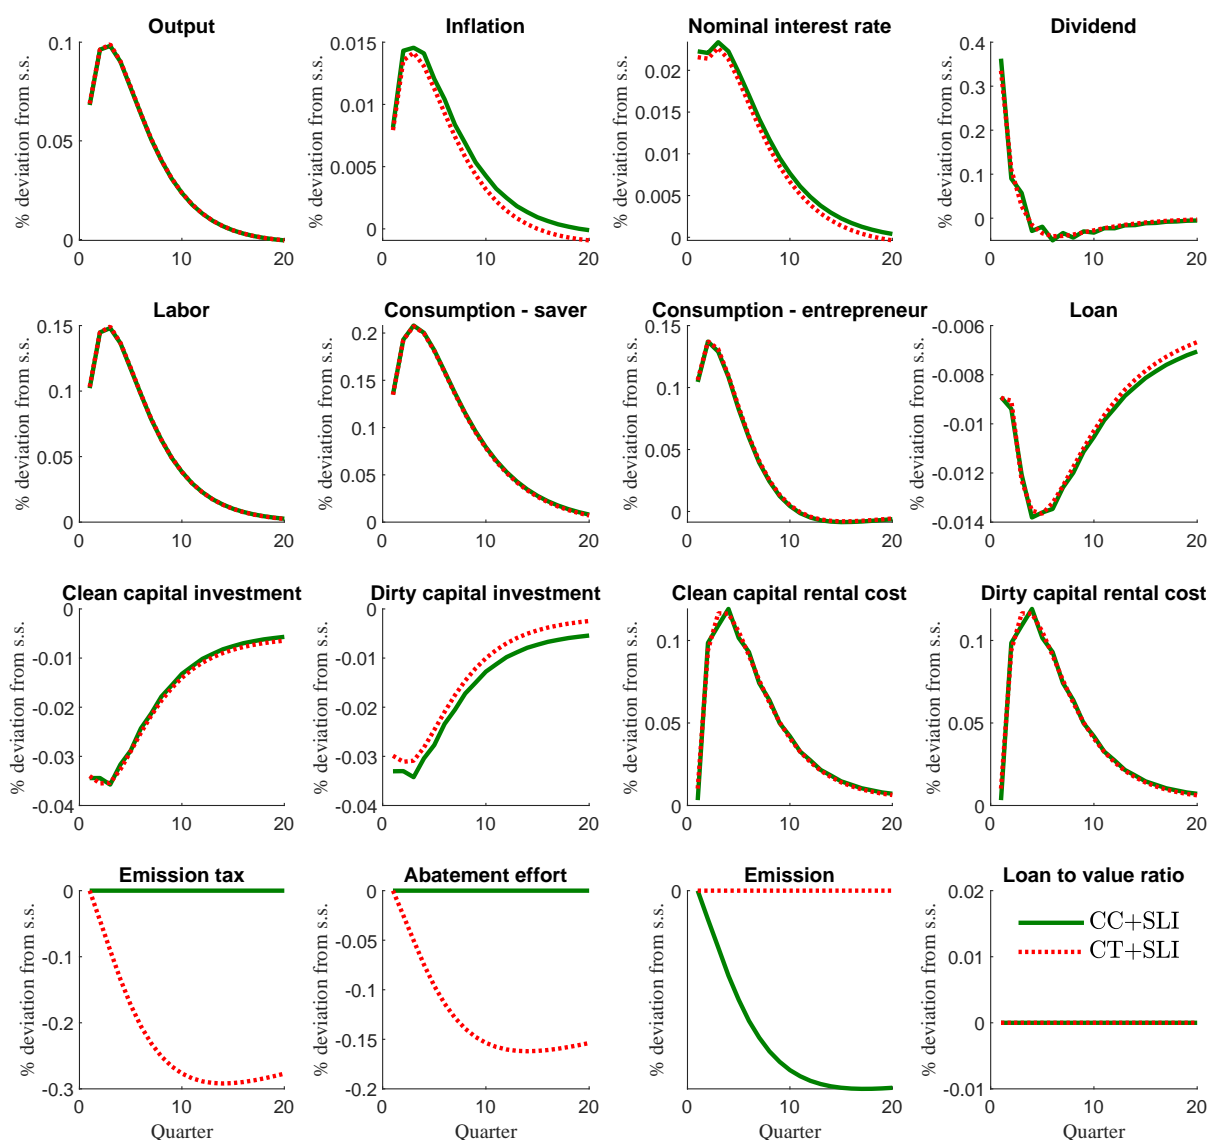 Output
% deviation from s.s.
0.1
0.05
0
0
10
20
Inflation
% deviation from s.s.
0.015
0.01
0.005
0
0
10
20
Nominal interest rate
% deviation from s.s.
0.02
0.01
0.005
0
0
10
20
Dividend
% deviation from s.s.
0.4
0.3
0.2
0.1
0
0
10
20
Labor
% deviation from s.s.
0.15
0.1
0.05
0
0
10
20
Consumption - saver
% deviation from s.s.
0.2
0.15
0.1
0.05
0
0
10
20
Consumption - entrepreneur
% deviation from s.s.
0.15
0.1
0.05
0
0
10
20
Loan
% deviation from s.s.
-0.006
-0.008
-0.01
-0.012
-0.014
0
10
20
Clean capital investment
% deviation from s.s.
0
-0.01
-0.02
-0.03
-0.04
0
10
20
Dirty capital investment
% deviation from s.s.
0
-0.01
-0.02
-0.03
-0.04
0
10
20
Clean capital rental cost
% deviation from s.s.
0.1
0.05
0
0
10
20
Dirty capital rental cost
% deviation from s.s.
0.1
0.05
0
0
10
20
Emission tax
% deviation from s.s.
0
-0.1
-0.2
-0.3
0
10
20
Quarter
Abatement effort
% deviation from s.s.
0
-0.05
-0.1
-0.15
-0.2
0
10
20
Quarter
Emission
% deviation from s.s.
0
0
10
20
Quarter
Loan to value ratio
% deviation from s.s.
0.02
0.01
0
-0.01
CC+SLI
CT+SLI
0
10
20
Quarter